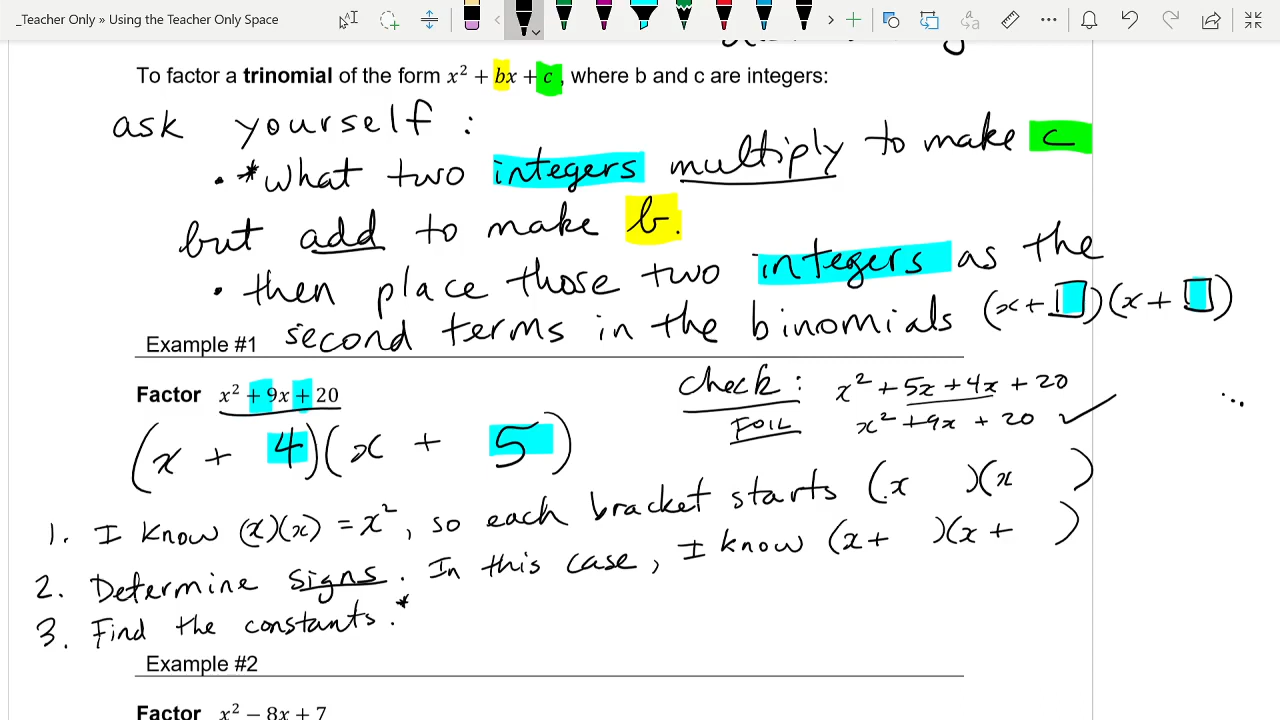 _Teacher Only » Using the Teacher Only Space
To factor a trinomial of the form x² + bx + c, where b and c are integers:
ask yourself :
• *what two integers multiply to make c
but add to make b.
• then place those two integers as the
second terms in the binomials (x+□)(x+□)
Example #1
Factor x² + 9x + 20
(x + 4)(x + 5)
check : x² + 5x + 4x + 20
FOIL x² + 9x + 20 ✓
...
1. I know (x)(x) = x², so each bracket starts (x )(x )
2. Determine signs. In this case, I know (x+ )(x+ )
3. Find the constants.*
Example #2
Factor x² − 8x + 7